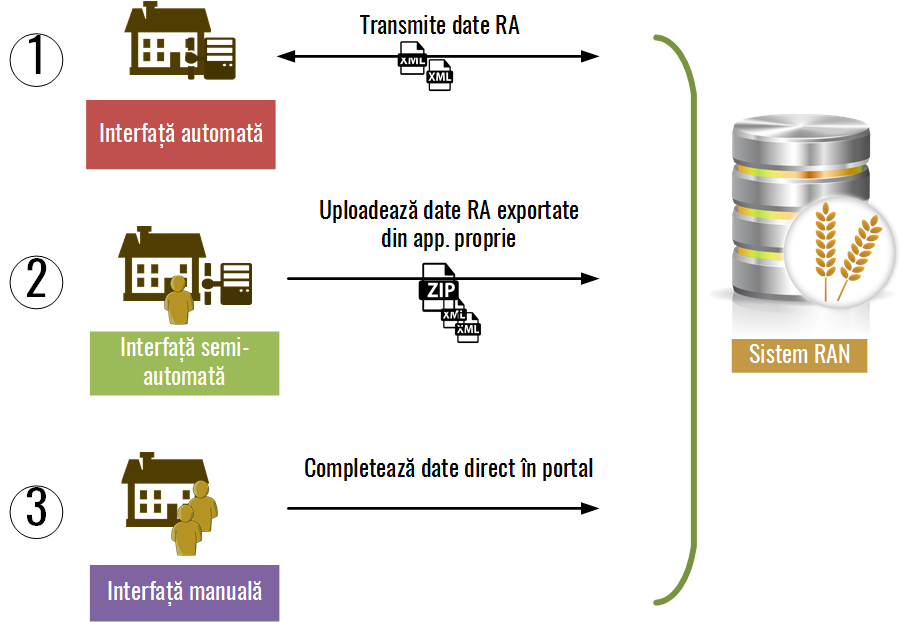 1
Transmite date RA
XML
XML
Interfață automată
2
Uploadează date RA exportate
din app. proprie
ZIP
XML
XML
Interfață semi-
automată
Sistem RAN
3
Completează date direct în portal
Interfață manuală